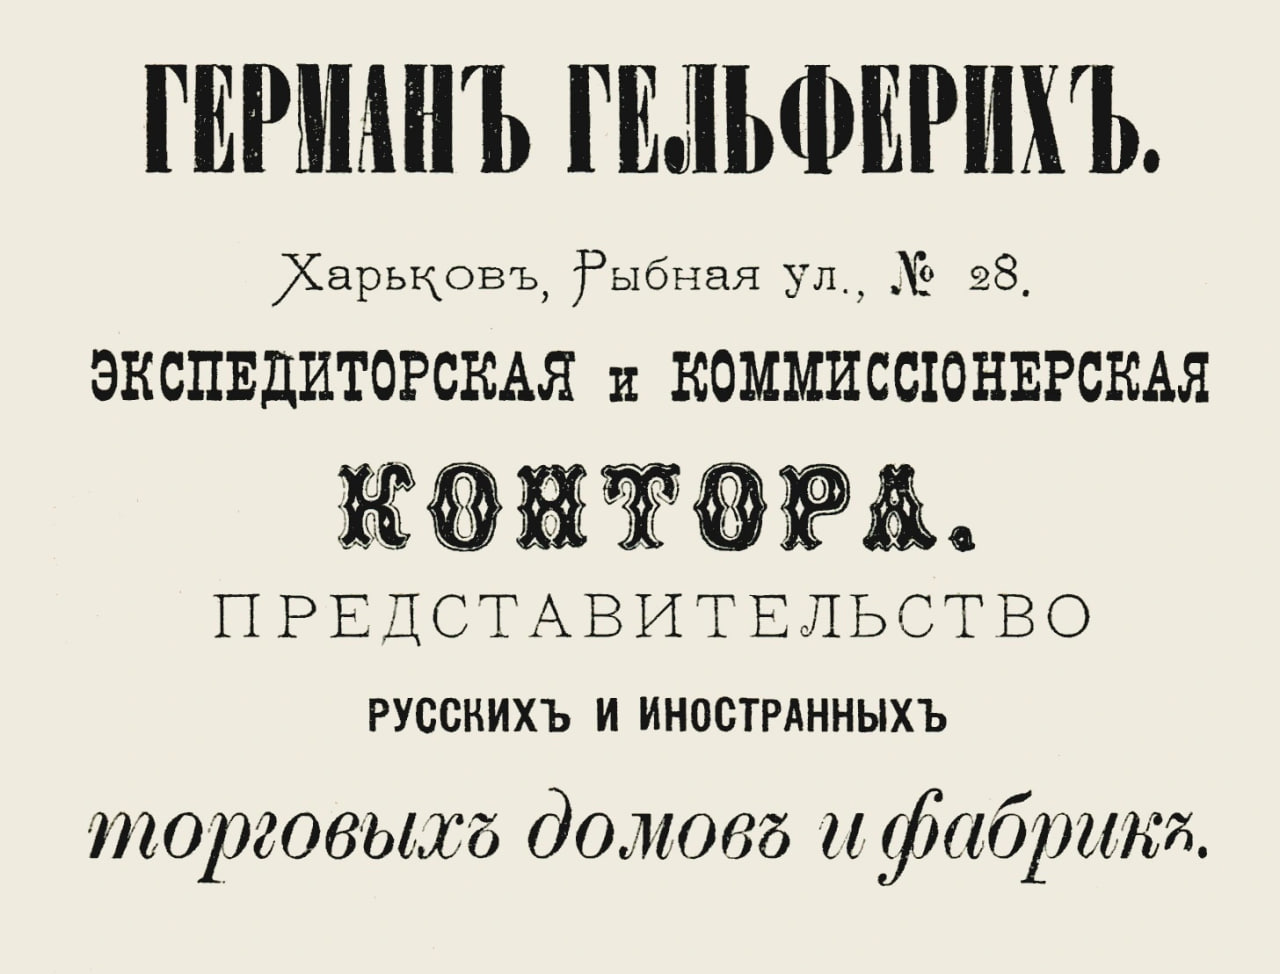 ГЕРМАНЪ ГЕЛЬФЕРИХЪ.
Харьковъ, Рыбная ул., № 28.
ЭКСПЕДИТОРСКАЯ и КОММИССІОНЕРСКАЯ
КОНТОРА.
ПРЕДСТАВИТЕЛЬСТВО
РУССКИХЪ И ИНОСТРАННЫХЪ
торговыхъ домовъ и фабрикъ.